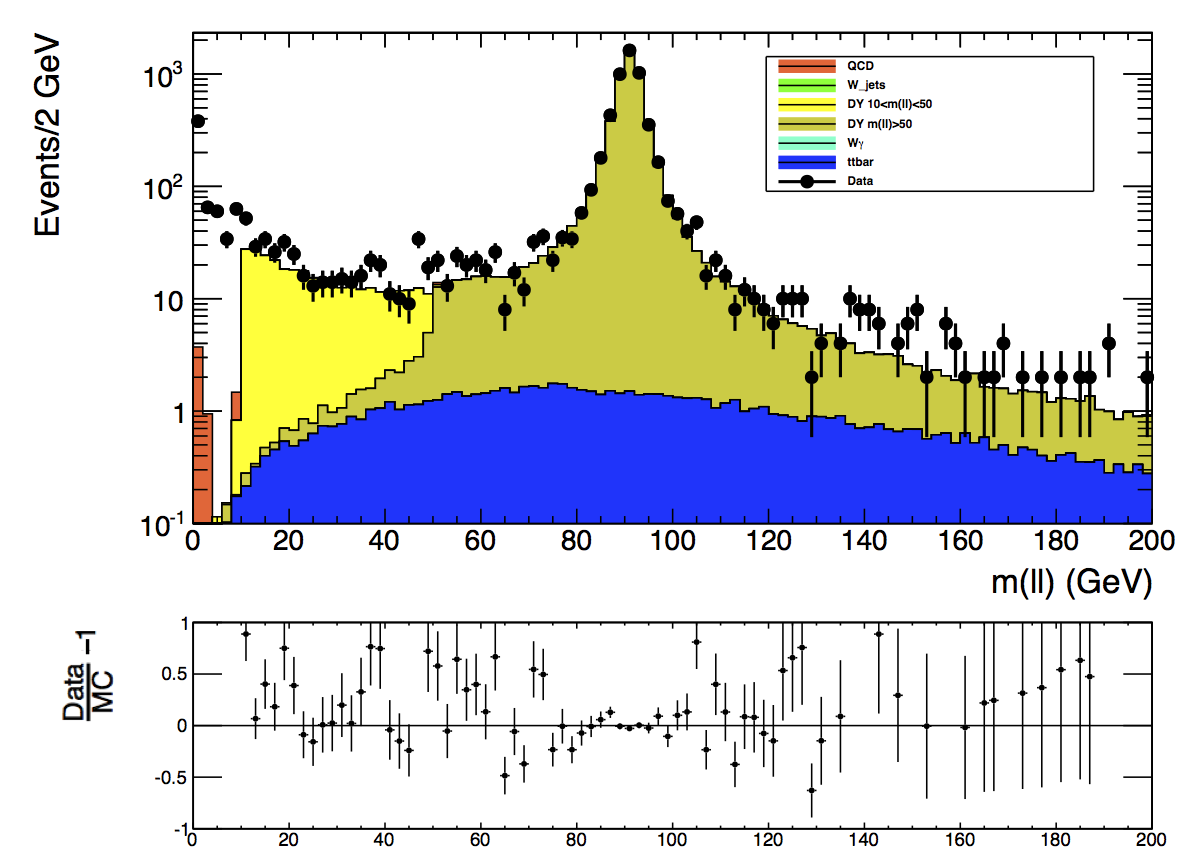 Events/2 GeV
10³
10²
10
1
10⁻¹
QCD
W_jets
DY 10<m(ll)<50
DY m(ll)>50
Wγ
ttbar
Data
0 20 40 60 80 100 120 140 160 180 200
m(ll) (GeV)
Data/MC −1
1
0.5
0
-0.5
-1
0 20 40 60 80 100 120 140 160 180 200